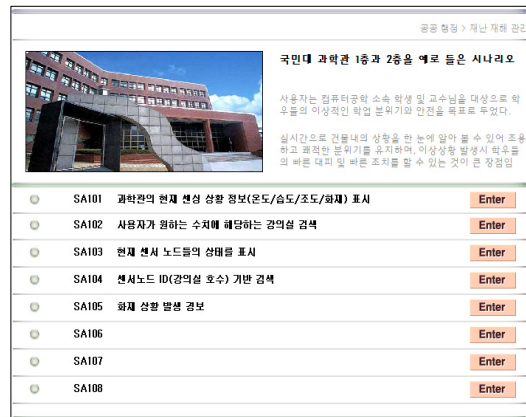 공공 행정 > 재난 재해 관리
국민대 과학관 1층과 2층을 예로 들은 시나리오
사용자는 컴퓨터공학 소속 학생 및 교수님을 대상으로 학
우들의 이상적인 학업 분위기와 안전을 목표로 두었다.
실시간으로 건물내의 상황을 한 눈에 알아 볼 수 있어 조용
하고 쾌적한 분위기를 유지하며, 이상상황 발생시 학우들
의 빠른 대피 및 빠른 조치를 할 수 있는 것이 큰 장점임
SA101 과학관의 현재 센싱 상황 정보(온도/습도/조도/화재) 표시 Enter
SA102 사용자가 원하는 수치에 해당하는 강의실 검색 Enter
SA103 현재 센서 노드들의 상태를 표시 Enter
SA104 센서노드 ID(강의실 호수) 기반 검색 Enter
SA105 화재 상황 발생 경보 Enter
SA106 Enter
SA107 Enter
SA108 Enter